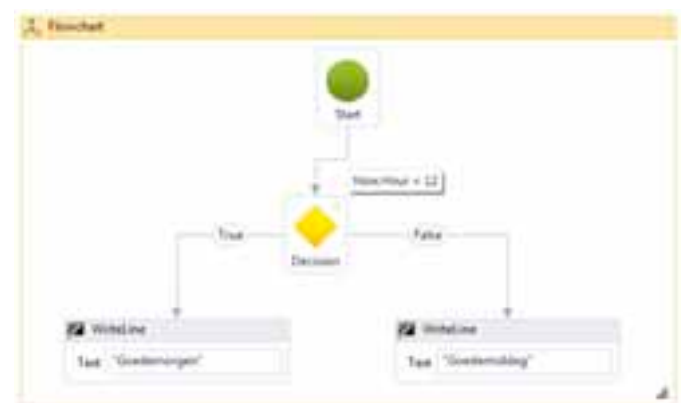 Flowchart
Start
Now.Hour < 12
True
False
Decision
WriteLine
Text "Goedemorgen"
WriteLine
Text "Goedemiddag"